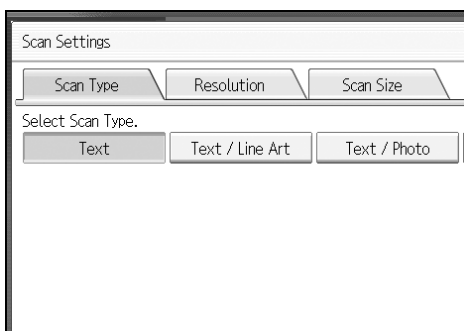 Scan Settings
Scan Type Resolution Scan Size
Select Scan Type.
Text Text / Line Art Text / Photo